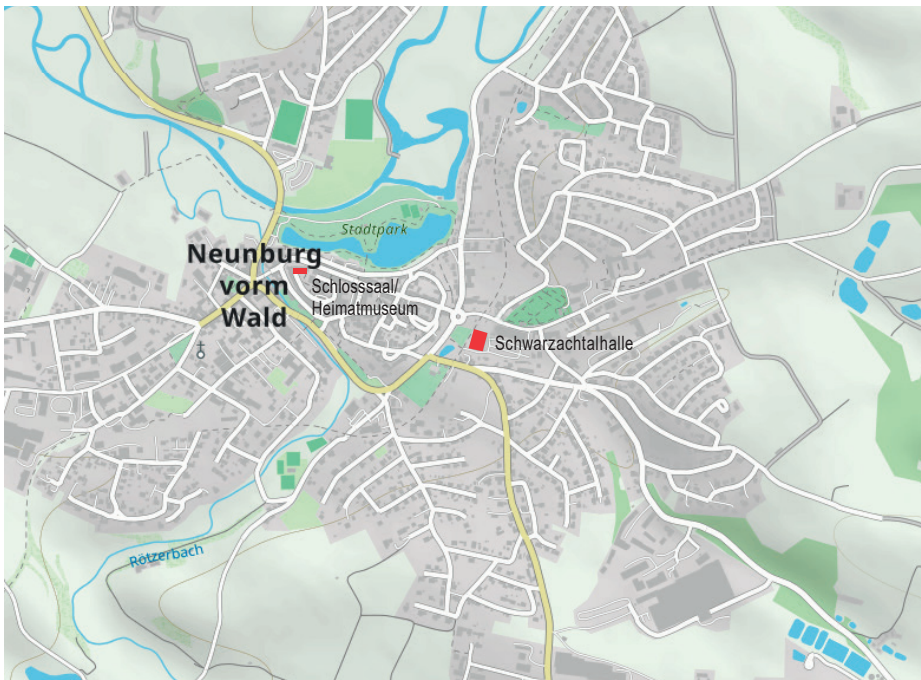 Stadtpark
Neunburg
vorm
Wald
Schlosssaal/
Heimatmuseum
Schwarzachtalhalle
Rötzerbach